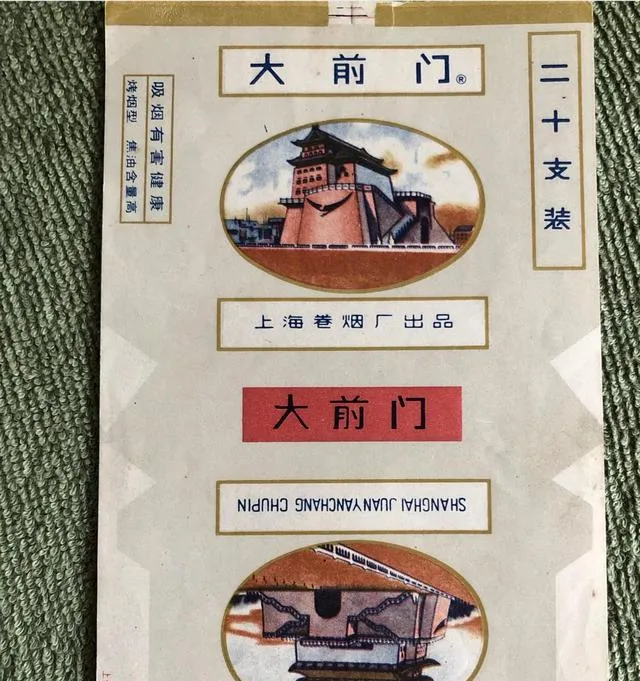 大前门®
二十支装
吸烟有害健康
烤烟型 焦油含量高
上海卷烟厂出品
大前门
SHANGHAI JUANYANCHANG CHUPIN